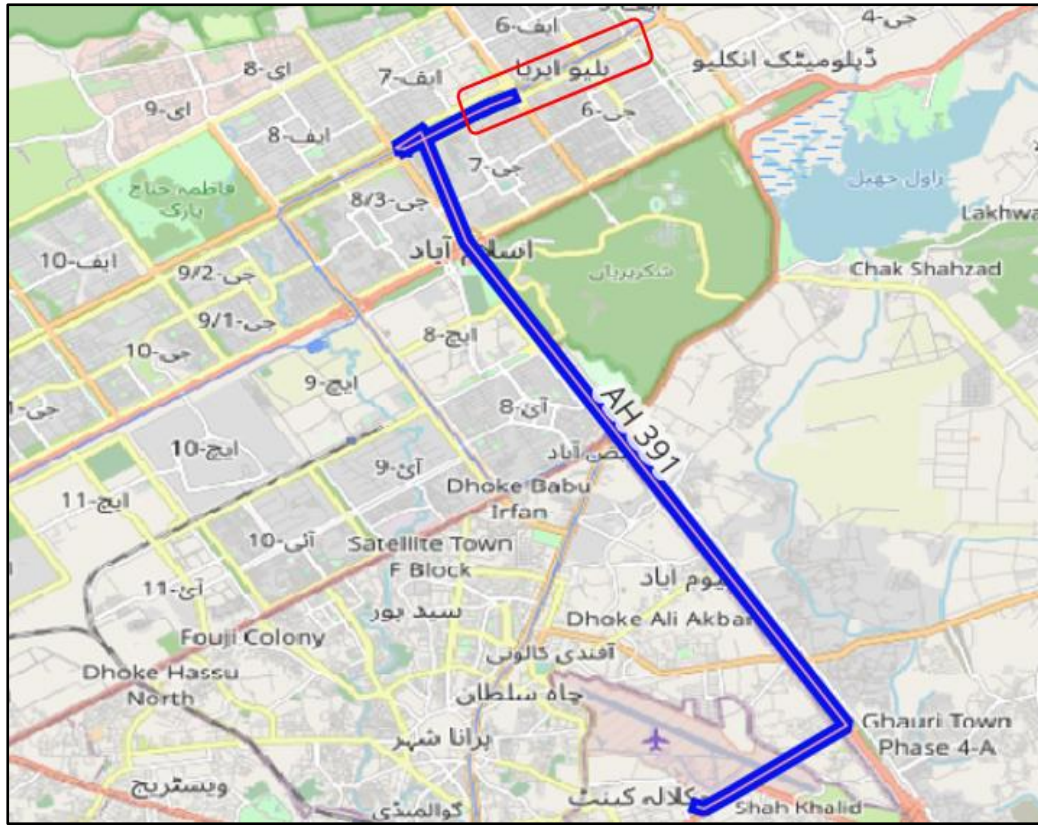 ایف-6
جی-4
ڈپلومیٹک انکلیو
بلیو ایریا
ایف-7
ای-8
ای-9
جی-6
ایف-8
جی-7
فاطمہ جناح
پارک
جی-8/3
راول جھیل
Lakhwa
اسلام آباد
ایف-10
شکرپڑیاں
Chak Shahzad
جی-9/2
جی-9/1
ایچ-8
جی-10
ایچ-9
AH 391
آئ-8
ایچ-10
آئ-9
Dhoke Babu
Irfan
ایچ-11
آئی-10
Satellite Town
F Block
آئ-11
سید پور
Dhoke Ali Akbar
Fouji Colony
آفندی کالونی
Dhoke Hassu
North
چاہ سلطان
Ghauri Town
Phase 4-A
پرانا شہر
ویسٹریج
Shah Khalid
گوالمنڈی